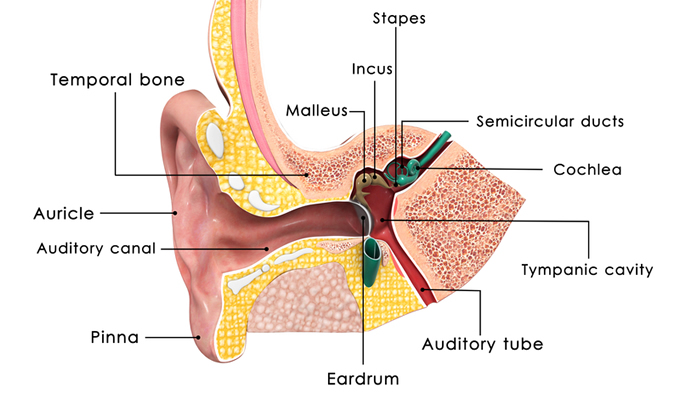 Stapes
Temporal bone
Incus
Malleus
Semicircular ducts
Cochlea
Auricle
Auditory canal
Tympanic cavity
Pinna
Auditory tube
Eardrum